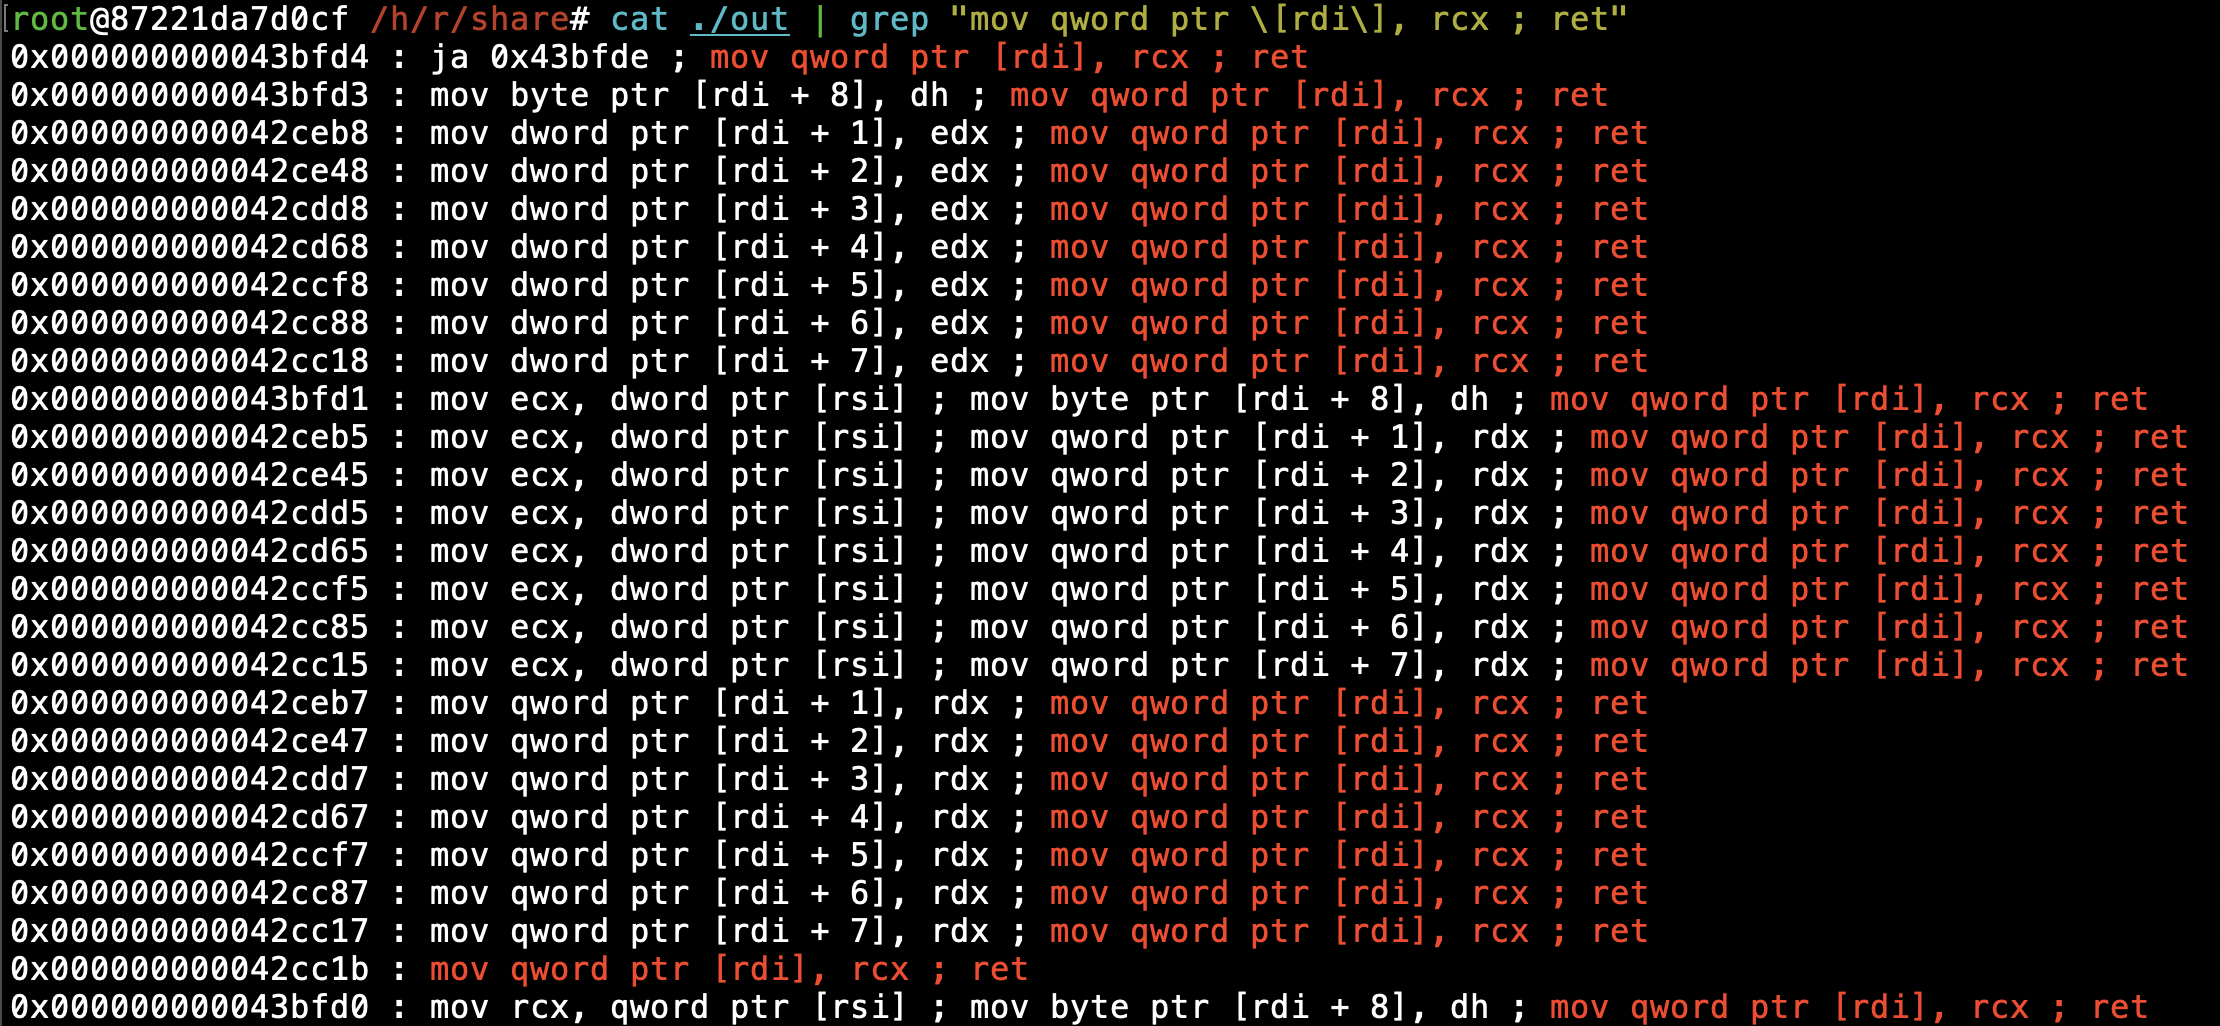 root@87221da7d0cf /h/r/share# cat ./out | grep "mov qword ptr \[rdi\], rcx ; ret"
0x000000000043bfd4 : ja 0x43bfde ; mov qword ptr [rdi], rcx ; ret
0x000000000043bfd3 : mov byte ptr [rdi + 8], dh ; mov qword ptr [rdi], rcx ; ret
0x000000000042ceb8 : mov dword ptr [rdi + 1], edx ; mov qword ptr [rdi], rcx ; ret
0x000000000042ce48 : mov dword ptr [rdi + 2], edx ; mov qword ptr [rdi], rcx ; ret
0x000000000042cdd8 : mov dword ptr [rdi + 3], edx ; mov qword ptr [rdi], rcx ; ret
0x000000000042cd68 : mov dword ptr [rdi + 4], edx ; mov qword ptr [rdi], rcx ; ret
0x000000000042ccf8 : mov dword ptr [rdi + 5], edx ; mov qword ptr [rdi], rcx ; ret
0x000000000042cc88 : mov dword ptr [rdi + 6], edx ; mov qword ptr [rdi], rcx ; ret
0x000000000042cc18 : mov dword ptr [rdi + 7], edx ; mov qword ptr [rdi], rcx ; ret
0x000000000043bfd1 : mov ecx, dword ptr [rsi] ; mov byte ptr [rdi + 8], dh ; mov qword ptr [rdi], rcx ; ret
0x000000000042ceb5 : mov ecx, dword ptr [rsi] ; mov qword ptr [rdi + 1], rdx ; mov qword ptr [rdi], rcx ; ret
0x000000000042ce45 : mov ecx, dword ptr [rsi] ; mov qword ptr [rdi + 2], rdx ; mov qword ptr [rdi], rcx ; ret
0x000000000042cdd5 : mov ecx, dword ptr [rsi] ; mov qword ptr [rdi + 3], rdx ; mov qword ptr [rdi], rcx ; ret
0x000000000042cd65 : mov ecx, dword ptr [rsi] ; mov qword ptr [rdi + 4], rdx ; mov qword ptr [rdi], rcx ; ret
0x000000000042ccf5 : mov ecx, dword ptr [rsi] ; mov qword ptr [rdi + 5], rdx ; mov qword ptr [rdi], rcx ; ret
0x000000000042cc85 : mov ecx, dword ptr [rsi] ; mov qword ptr [rdi + 6], rdx ; mov qword ptr [rdi], rcx ; ret
0x000000000042cc15 : mov ecx, dword ptr [rsi] ; mov qword ptr [rdi + 7], rdx ; mov qword ptr [rdi], rcx ; ret
0x000000000042ceb7 : mov qword ptr [rdi + 1], rdx ; mov qword ptr [rdi], rcx ; ret
0x000000000042ce47 : mov qword ptr [rdi + 2], rdx ; mov qword ptr [rdi], rcx ; ret
0x000000000042cdd7 : mov qword ptr [rdi + 3], rdx ; mov qword ptr [rdi], rcx ; ret
0x000000000042cd67 : mov qword ptr [rdi + 4], rdx ; mov qword ptr [rdi], rcx ; ret
0x000000000042ccf7 : mov qword ptr [rdi + 5], rdx ; mov qword ptr [rdi], rcx ; ret
0x000000000042cc87 : mov qword ptr [rdi + 6], rdx ; mov qword ptr [rdi], rcx ; ret
0x000000000042cc17 : mov qword ptr [rdi + 7], rdx ; mov qword ptr [rdi], rcx ; ret
0x000000000042cc1b : mov qword ptr [rdi], rcx ; ret
0x000000000043bfd0 : mov rcx, qword ptr [rsi] ; mov byte ptr [rdi + 8], dh ; mov qword ptr [rdi], rcx ; ret